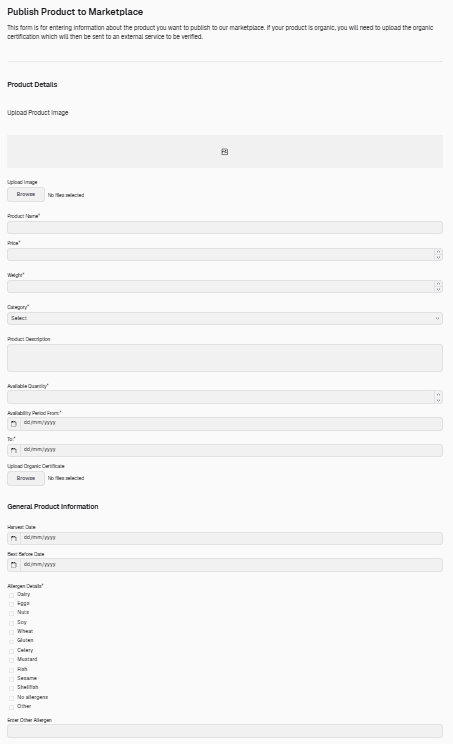 Publish Product to Marketplace
This form is for entering information about the product you want to publish to our marketplace. If your product is organic, you will need to upload the organic
certification which will then be sent to an external service to be verified.
Product Details
Upload Product Image
Upload Image
Browse No files selected
Product Name*
Price*
Weight*
Category*
Select
Product Description
Available Quantity*
Availability Period From:*
dd/mm/yyyy
To:*
dd/mm/yyyy
Upload Organic Certificate
Browse No files selected
General Product Information
Harvest Date
dd/mm/yyyy
Best Before Date
dd/mm/yyyy
Allergen Details*
Dairy
Eggs
Nuts
Soy
Wheat
Gluten
Celery
Mustard
Fish
Sesame
Shellfish
No allergens
Other
Enter Other Allergen